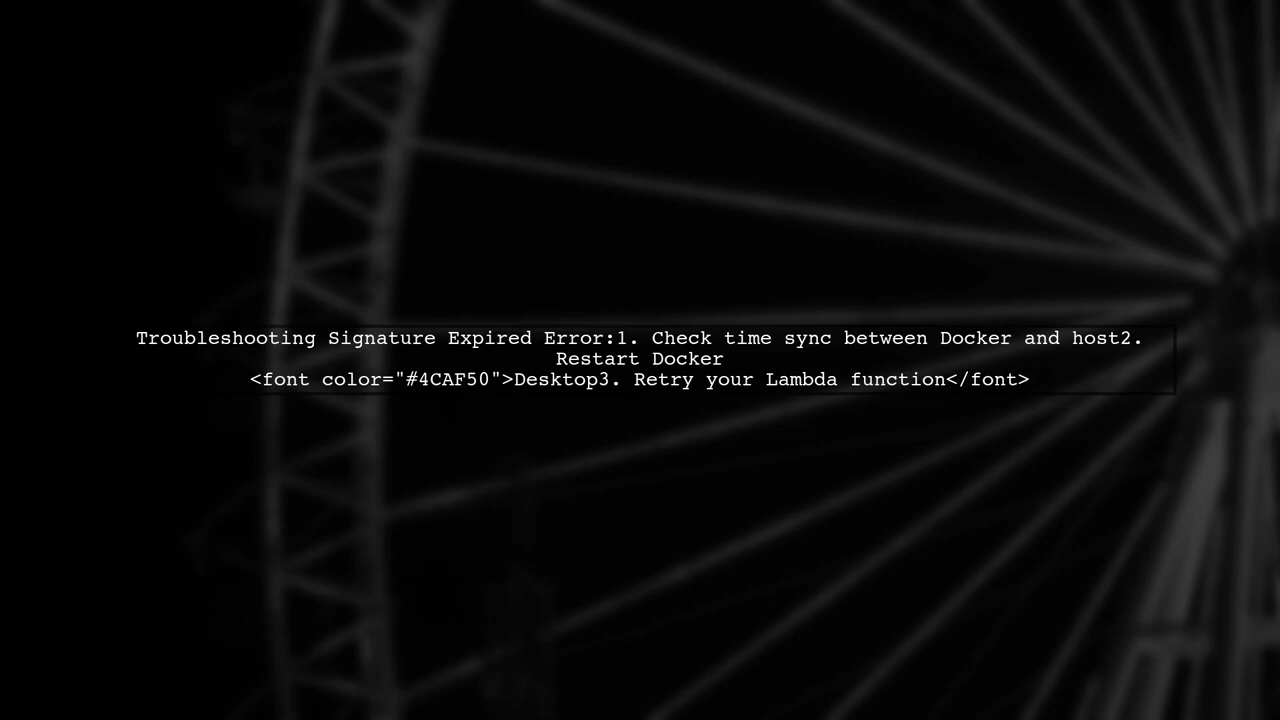 Troubleshooting Signature Expired Error:1. Check time sync between Docker and host2.
Restart Docker
<font color="#4CAF50">Desktop3. Retry your Lambda function</font>